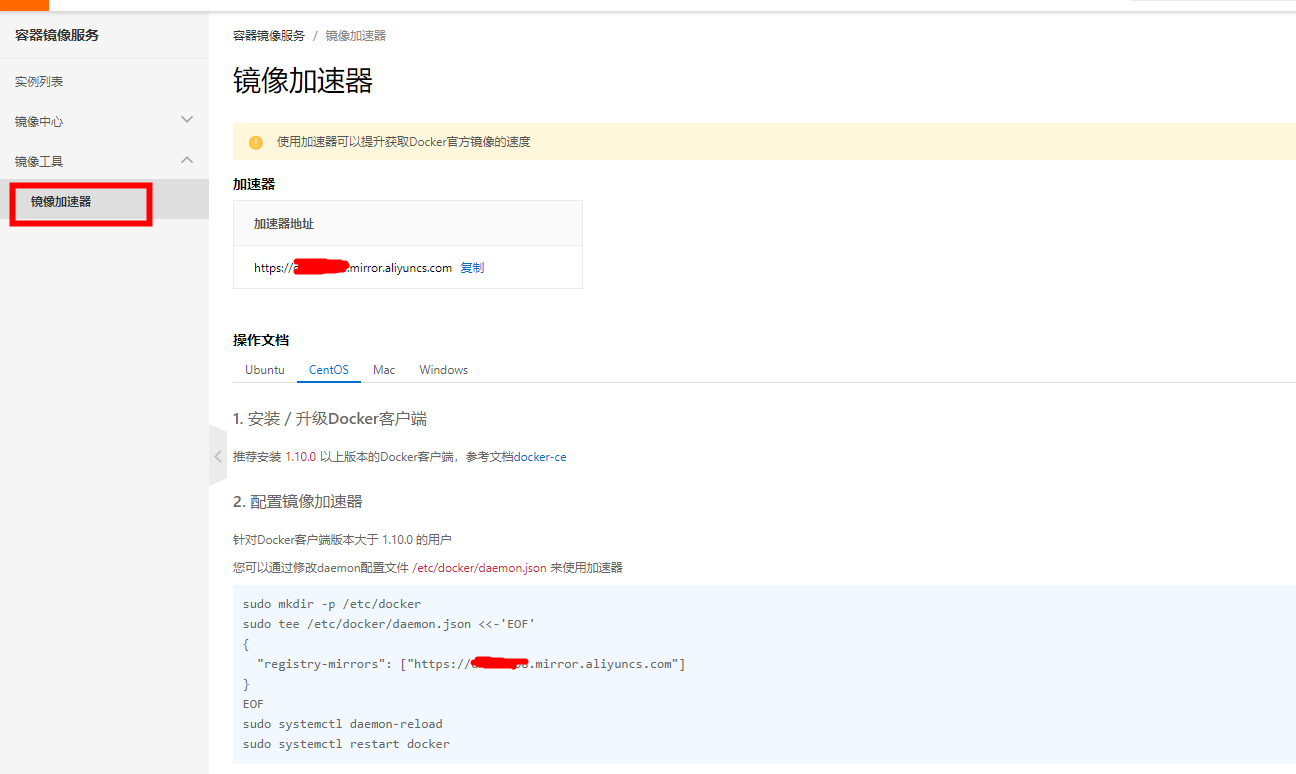 容器镜像服务
实例列表
镜像中心
镜像工具
镜像加速器
容器镜像服务 / 镜像加速器
镜像加速器
使用加速器可以提升获取Docker官方镜像的速度
加速器
加速器地址
https://.mirror.aliyuncs.com 复制
操作文档
Ubuntu CentOS Mac Windows
1. 安装 / 升级Docker客户端
推荐安装 1.10.0 以上版本的Docker客户端，参考文档docker-ce
2. 配置镜像加速器
针对Docker客户端版本大于 1.10.0 的用户
您可以通过修改daemon配置文件 /etc/docker/daemon.json 来使用加速器
sudo mkdir -p /etc/docker
sudo tee /etc/docker/daemon.json <<-'EOF'
{
"registry-mirrors": ["https://.mirror.aliyuncs.com"]
}
EOF
sudo systemctl daemon-reload
sudo systemctl restart docker